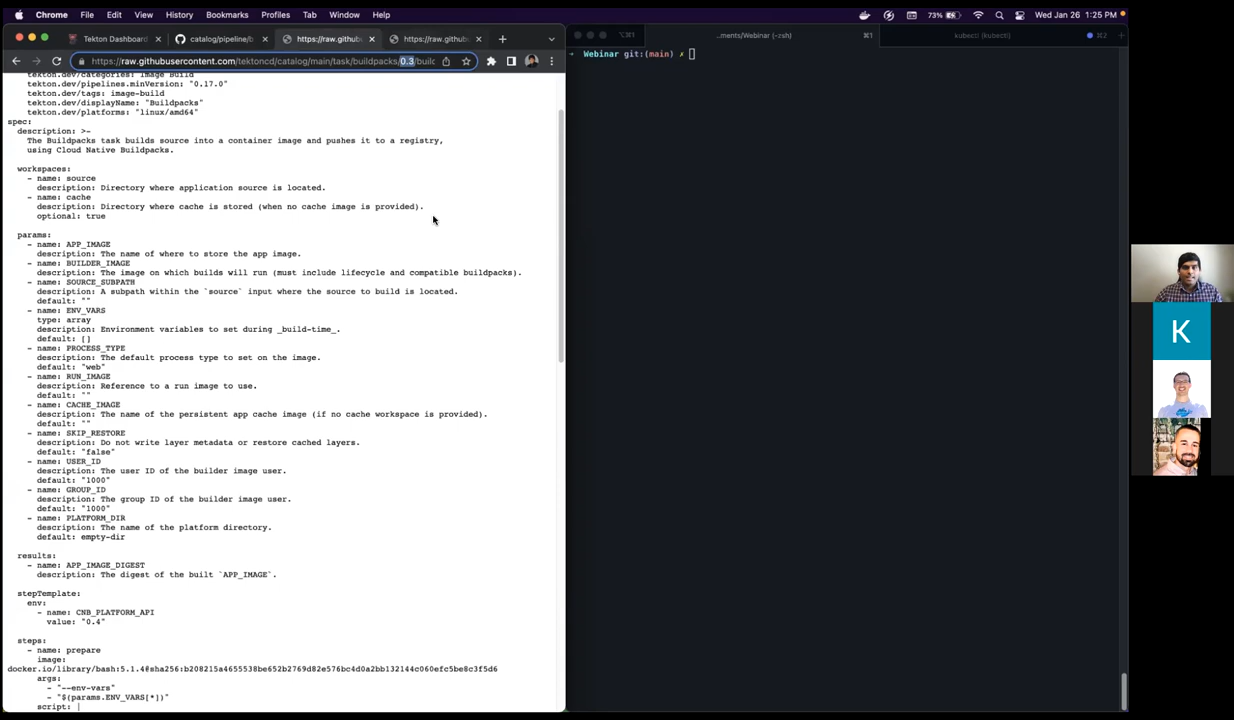 Chrome File Edit View History Bookmarks Profiles Tab Window Help 73% Wed Jan 26 1:25 PM
Tekton Dashboard catalog/pipeline/b https://raw.github https://raw.github
https://raw.githubusercontent.com/tektoncd/catalog/main/task/buildpacks/0.3/builc
tekton.dev/categories: Image Build
tekton.dev/pipelines.minVersion: "0.17.0"
tekton.dev/tags: image-build
tekton.dev/displayName: "Buildpacks"
tekton.dev/platforms: "linux/amd64"
spec:
description: >-
The Buildpacks task builds source into a container image and pushes it to a registry,
using Cloud Native Buildpacks.
workspaces:
- name: source
description: Directory where application source is located.
- name: cache
description: Directory where cache is stored (when no cache image is provided).
optional: true
params:
- name: APP_IMAGE
description: The name of where to store the app image.
- name: BUILDER_IMAGE
description: The image on which builds will run (must include lifecycle and compatible buildpacks).
- name: SOURCE_SUBPATH
description: A subpath within the `source` input where the source to build is located.
default: ""
- name: ENV_VARS
type: array
description: Environment variables to set during _build-time_.
default: []
- name: PROCESS_TYPE
description: The default process type to set on the image.
default: "web"
- name: RUN_IMAGE
description: Reference to a run image to use.
default: ""
- name: CACHE_IMAGE
description: The name of the persistent app cache image (if no cache workspace is provided).
default: ""
- name: SKIP_RESTORE
description: Do not write layer metadata or restore cached layers.
default: "false"
- name: USER_ID
description: The user ID of the builder image user.
default: "1000"
- name: GROUP_ID
description: The group ID of the builder image user.
default: "1000"
- name: PLATFORM_DIR
description: The name of the platform directory.
default: empty-dir
results:
- name: APP_IMAGE_DIGEST
description: The digest of the built `APP_IMAGE`.
stepTemplate:
env:
- name: CNB_PLATFORM_API
value: "0.4"
steps:
- name: prepare
image:
docker.io/library/bash:5.1.4@sha256:b208215a4655538be652b2769d82e576bc4d0a2bb132144c060efc5be8c3f5d6
args:
- "--env-vars"
- "$(params.ENV_VARS[*])"
script: |
⌥⌘1 ...ments/Webinar (-zsh) ⌘1 kubectl (kubectl) ⌘2
→ Webinar git:(main) ✗
K